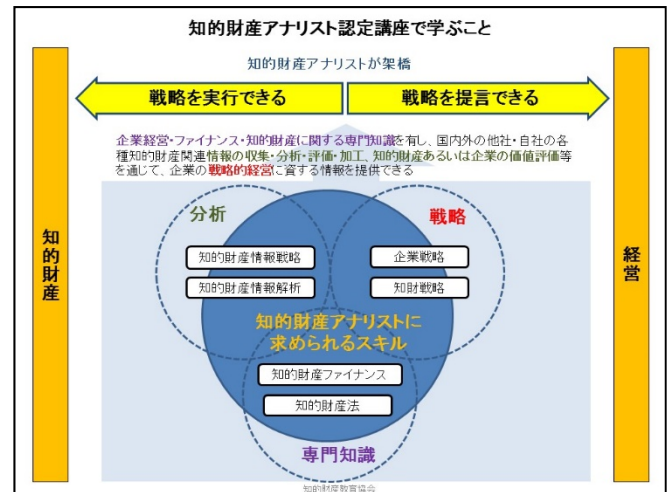 知的財産アナリスト認定講座で学ぶこと
知的財産アナリストが架橋
戦略を実行できる
戦略を提言できる
企業経営・ファイナンス・知的財産に関する専門知識を有し、国内外の他社・自社の各
種知的財産関連情報の収集・分析・評価・加工、知的財産あるいは企業の価値評価等
を通じて、企業の戦略的経営に資する情報を提供できる
知的財産
経営
分析
戦略
知的財産情報戦略
企業戦略
知的財産情報解析
知財戦略
知的財産アナリストに
求められるスキル
知的財産ファイナンス
知的財産法
専門知識
知的財産教育協会